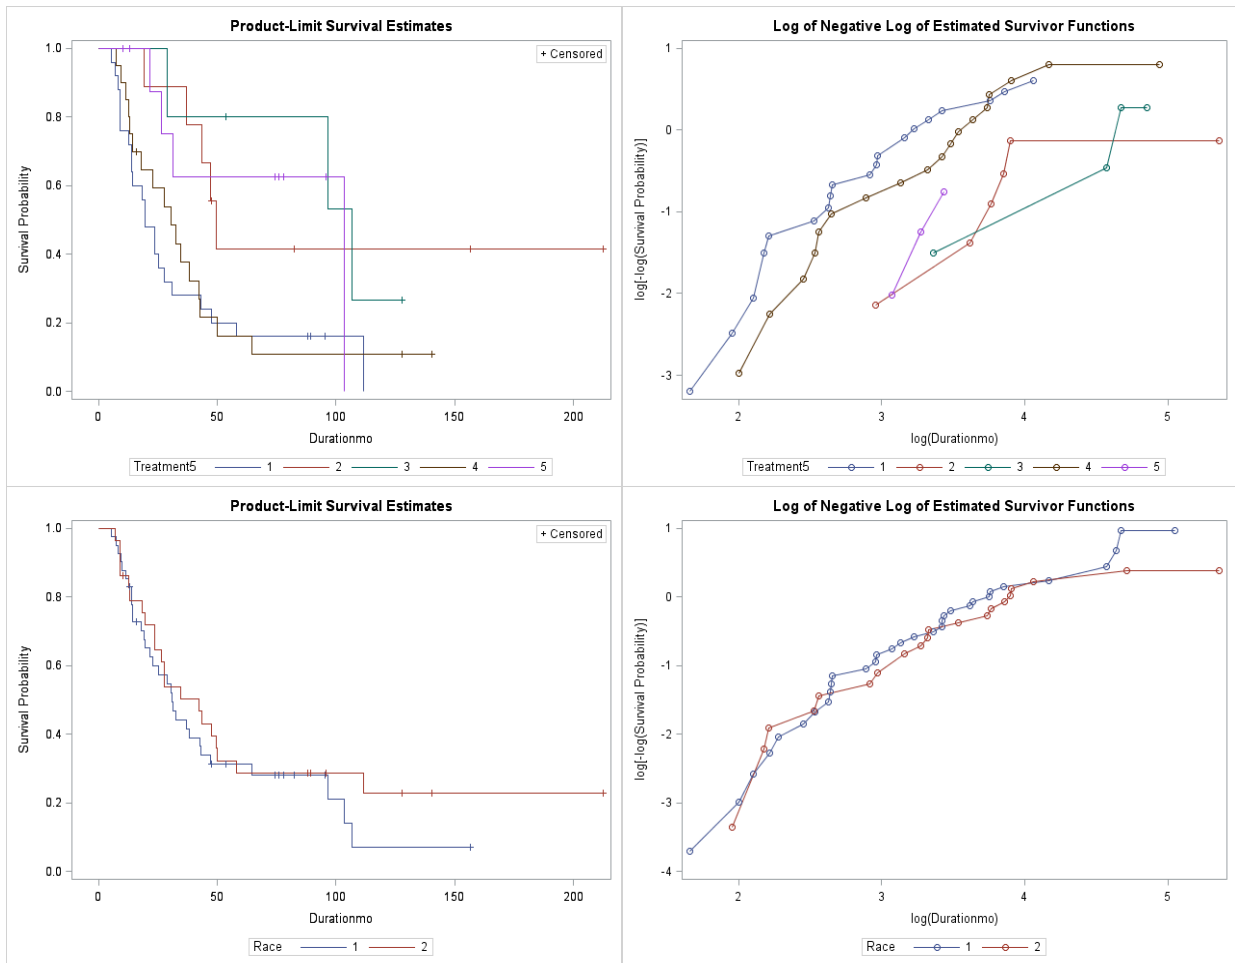 Product-Limit Survival Estimates
+ Censored
Survival Probability
1.0
0.8
0.6
0.4
0.2
0.0
0
50
100
150
200
Durationmo
Treatment5 1 2 3 4 5
Log of Negative Log of Estimated Survivor Functions
log[-log(Survival Probability)]
1
0
-1
-2
-3
2
3
4
5
log(Durationmo)
Treatment5 1 2 3 4 5
Product-Limit Survival Estimates
+ Censored
Survival Probability
1.0
0.8
0.6
0.4
0.2
0.0
0
50
100
150
200
Durationmo
Race 1 2
Log of Negative Log of Estimated Survivor Functions
log[-log(Survival Probability)]
1
0
-1
-2
-3
-4
2
3
4
5
log(Durationmo)
Race 1 2